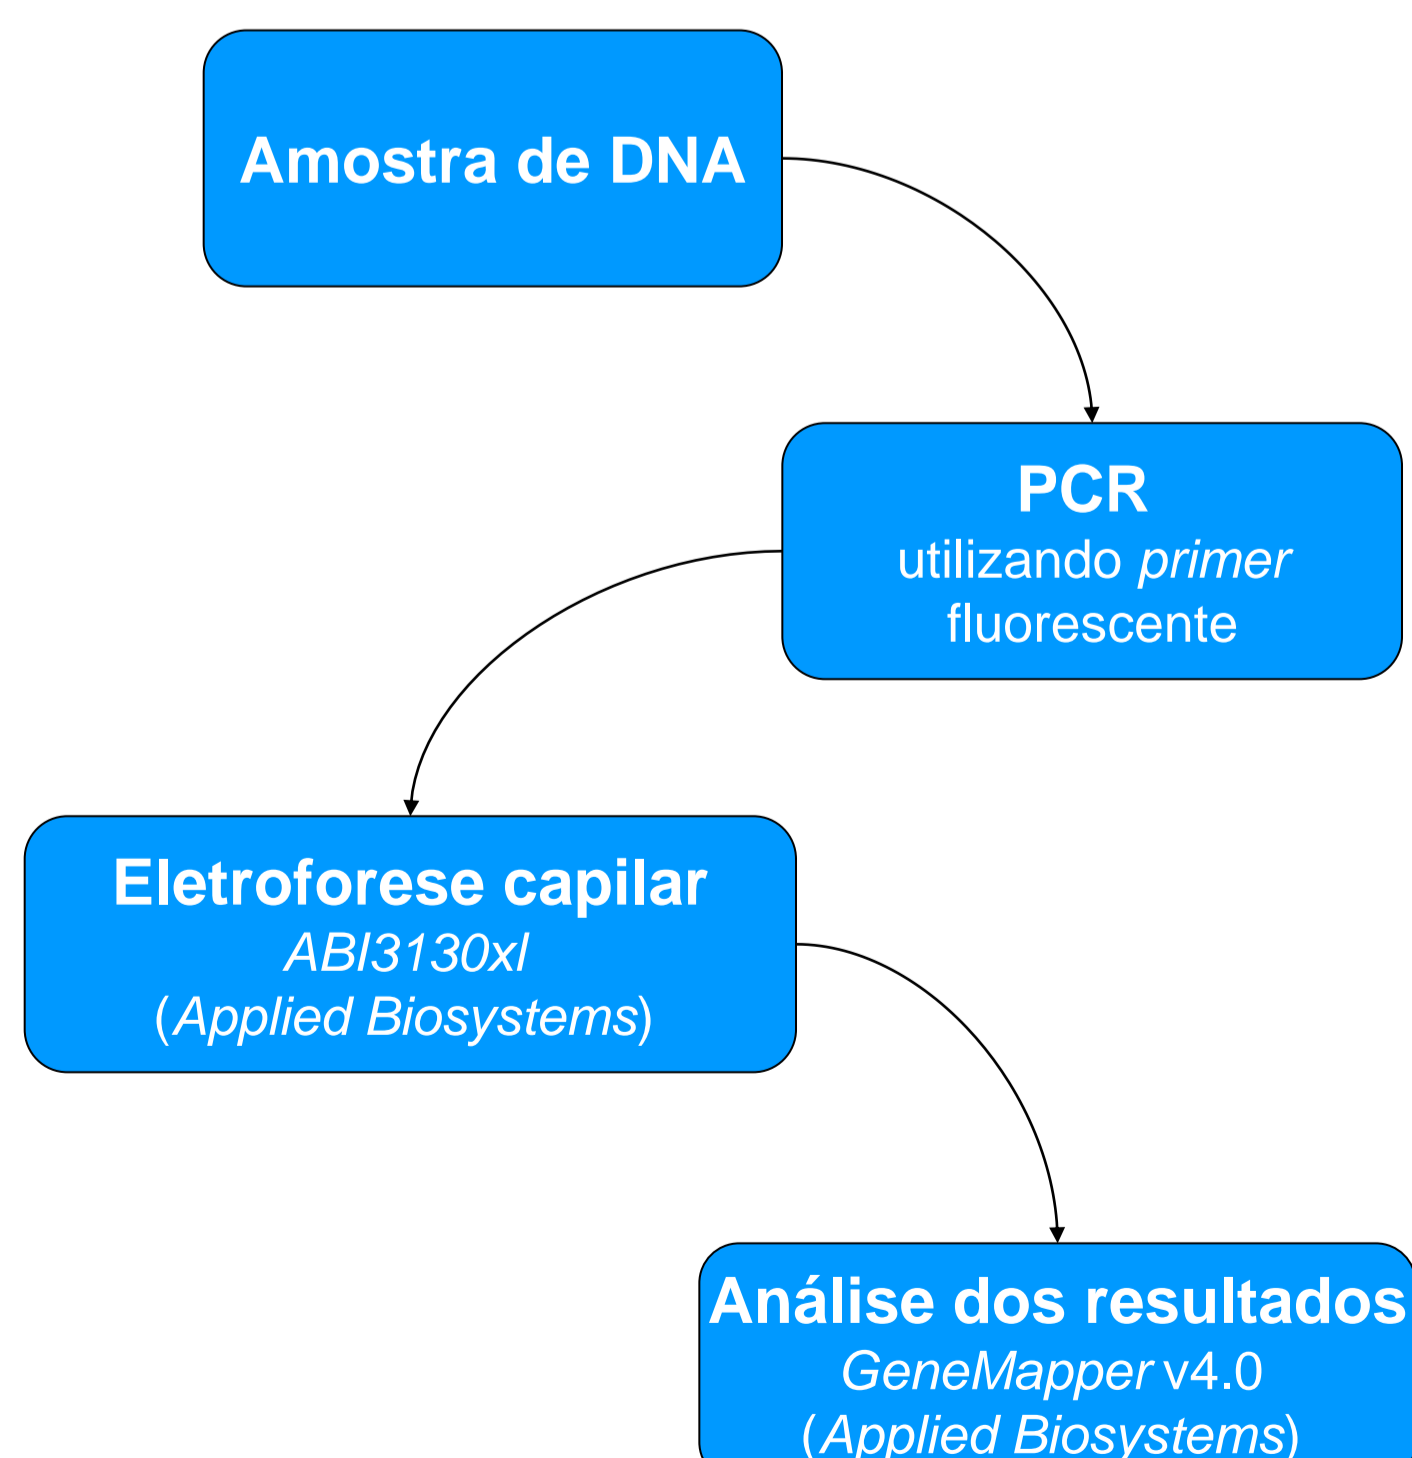 Amostra de DNA
PCR
utilizando primer
fluorescente
Eletroforese capilar
ABI3130xl
(Applied Biosystems)
Análise dos resultados
GeneMapper v4.0
(Applied Biosystems)